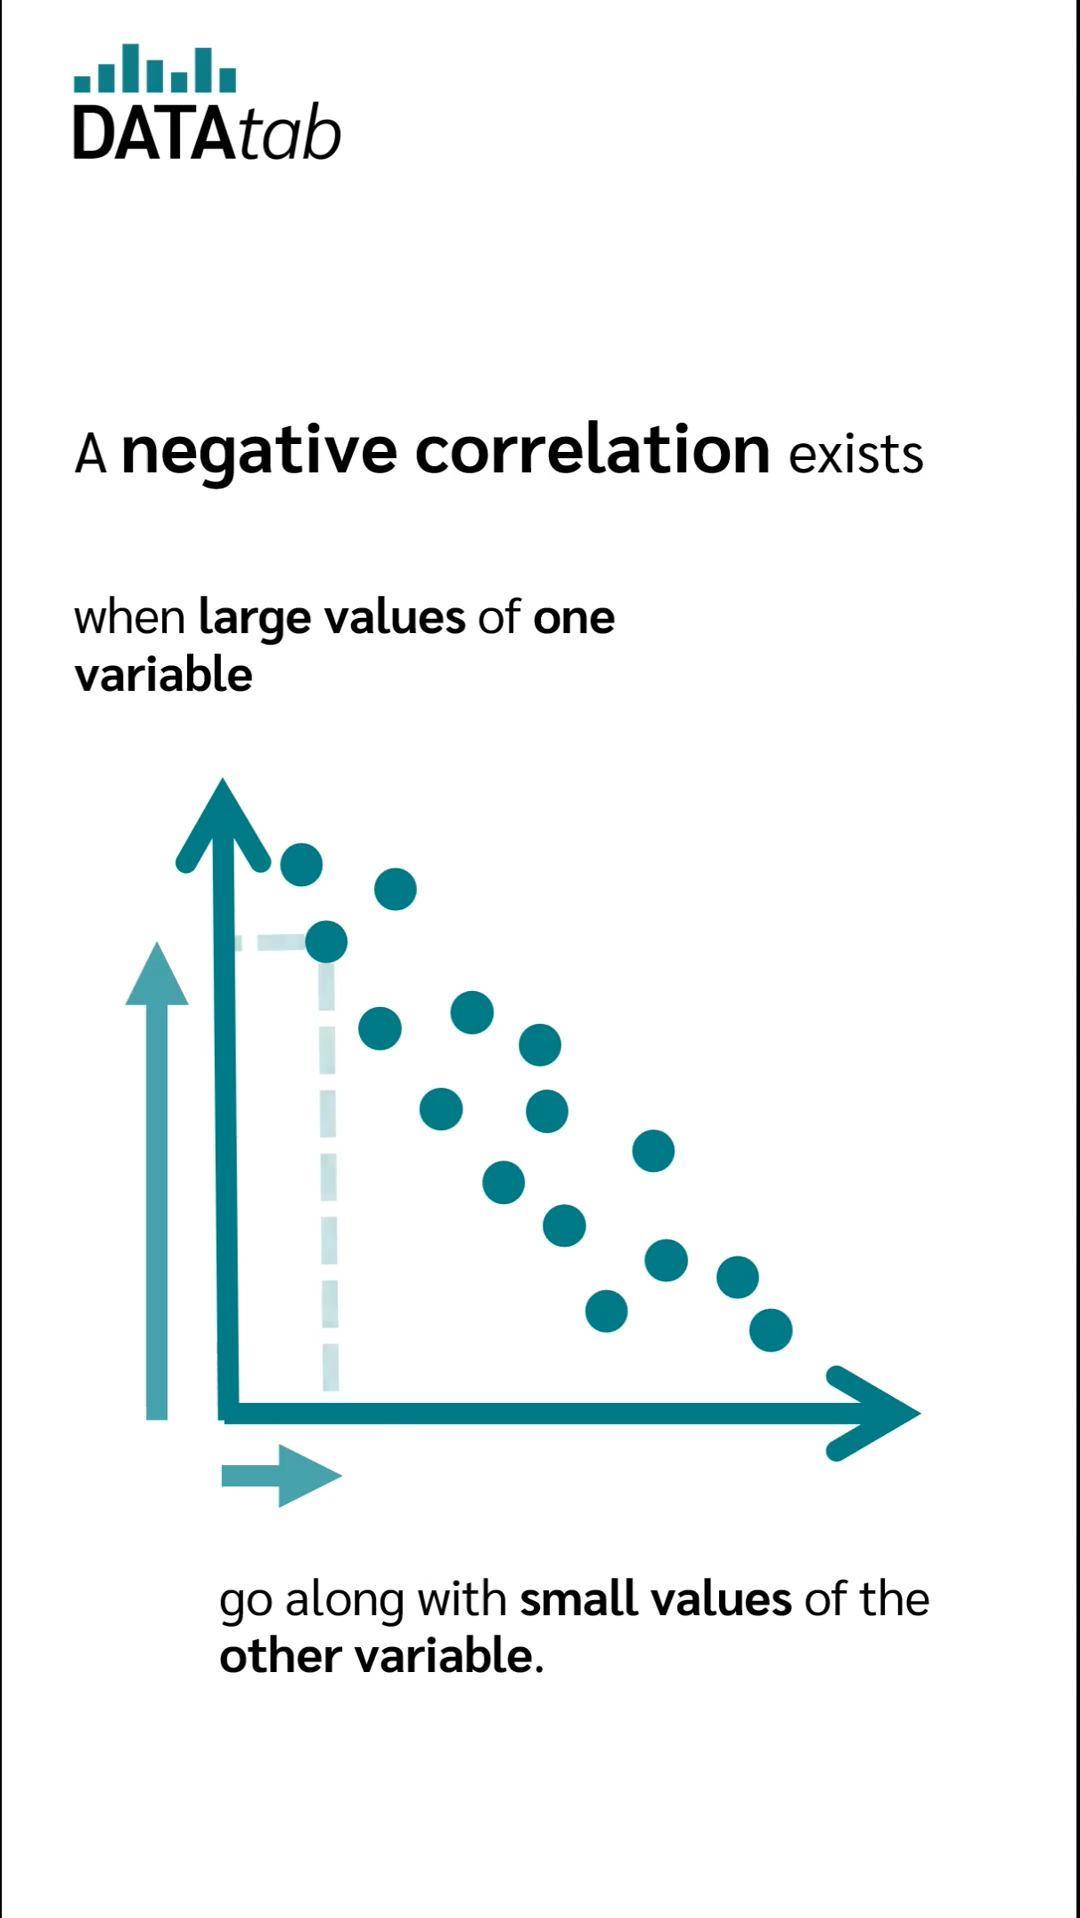 DATAtab
A negative correlation exists
when large values of one
variable
go along with small values of the
other variable.